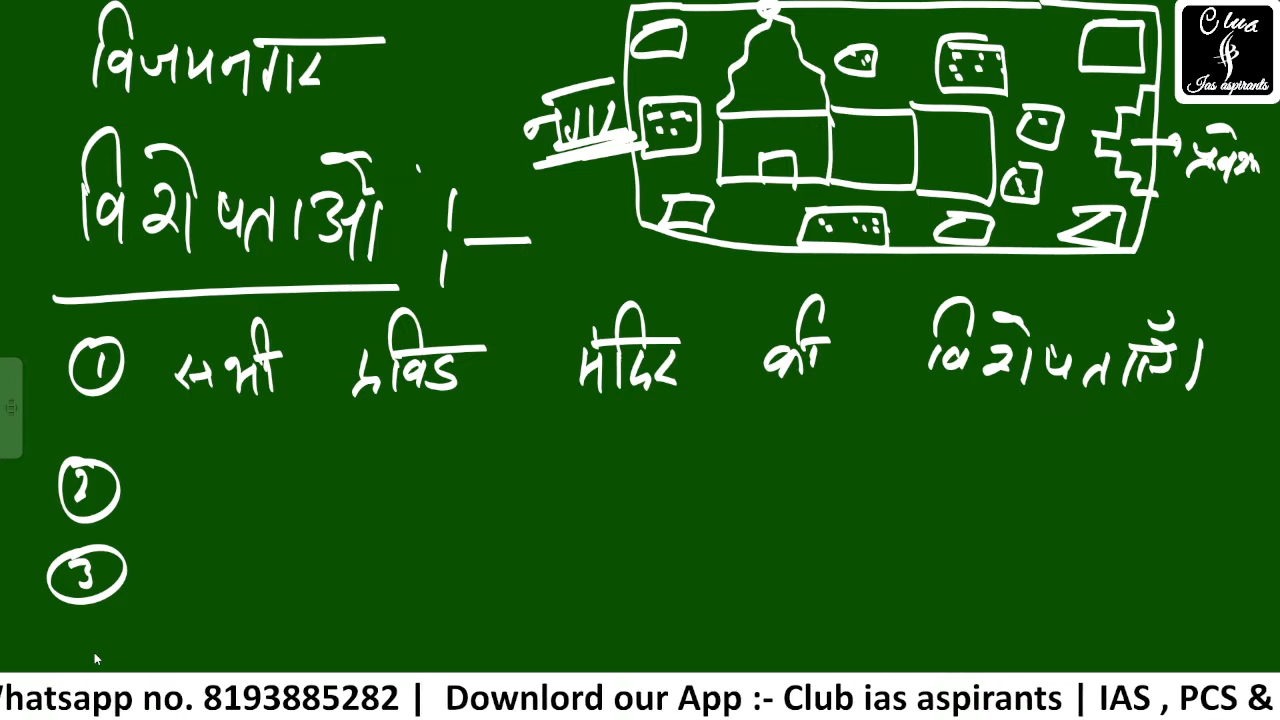 विजयनगर
Club
Ias aspirants
नगर
प्रवेश
विशेषताओं :-
① सभी द्रविड मंदिर की विशेषताएँ।
②
③
Whatsapp no. 8193885282 | Downlord our App :- Club ias aspirants | IAS , PCS &